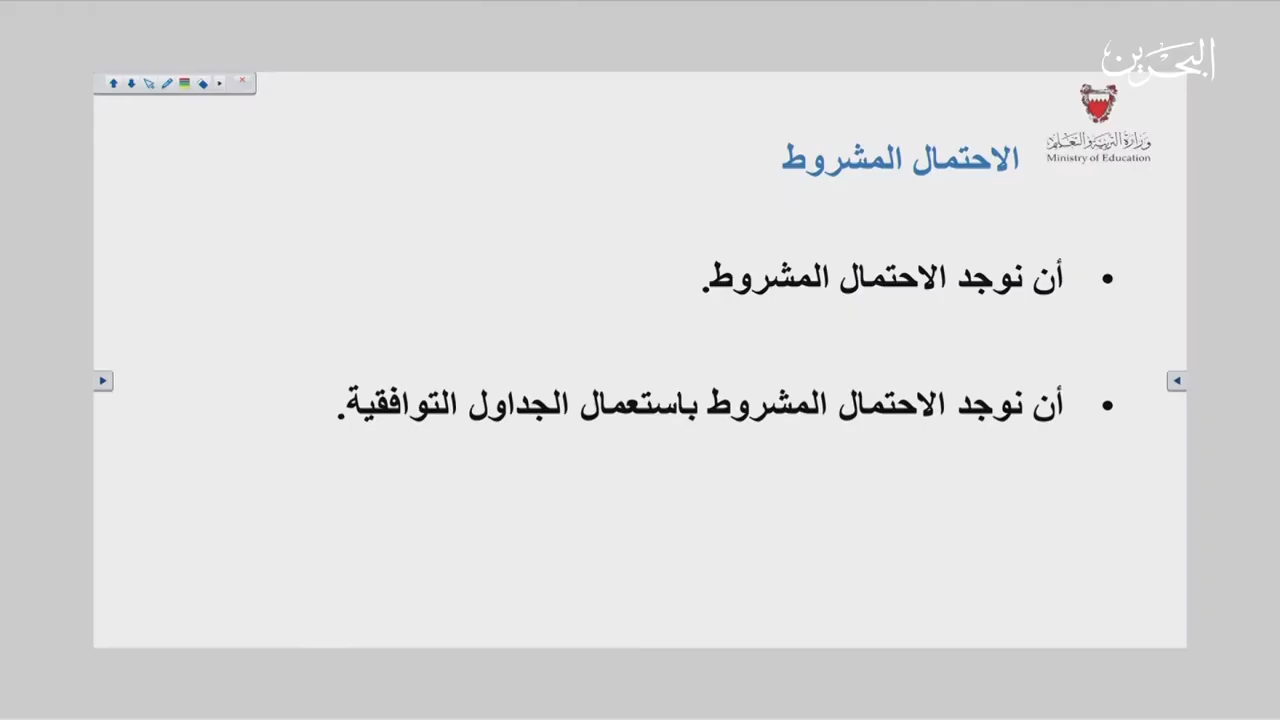 البحرين
وزارة التربية والتعليم
Ministry of Education
الاحتمال المشروط
• أن نوجد الاحتمال المشروط.
• أن نوجد الاحتمال المشروط باستعمال الجداول التوافقية.